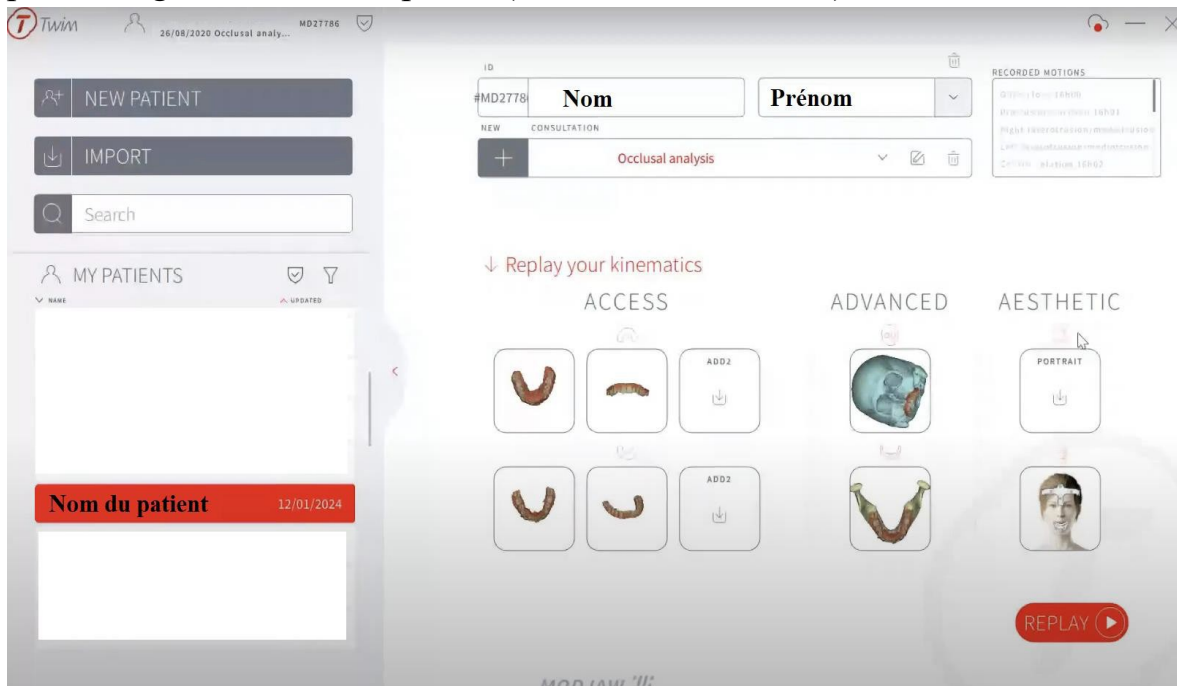 Twim
26/08/2020 Occlusal analy...
MD27786
NEW PATIENT
IMPORT
Search
MY PATIENTS
NAME
UPDATED
Nom du patient
12/01/2024
ID
#MD2778
Nom
Prénom
NEW
CONSULTATION
Occlusal analysis
RECORDED MOTIONS
Replay your kinematics
ACCESS
ADVANCED
AESTHETIC
ADD2
PORTRAIT
ADD2
REPLAY